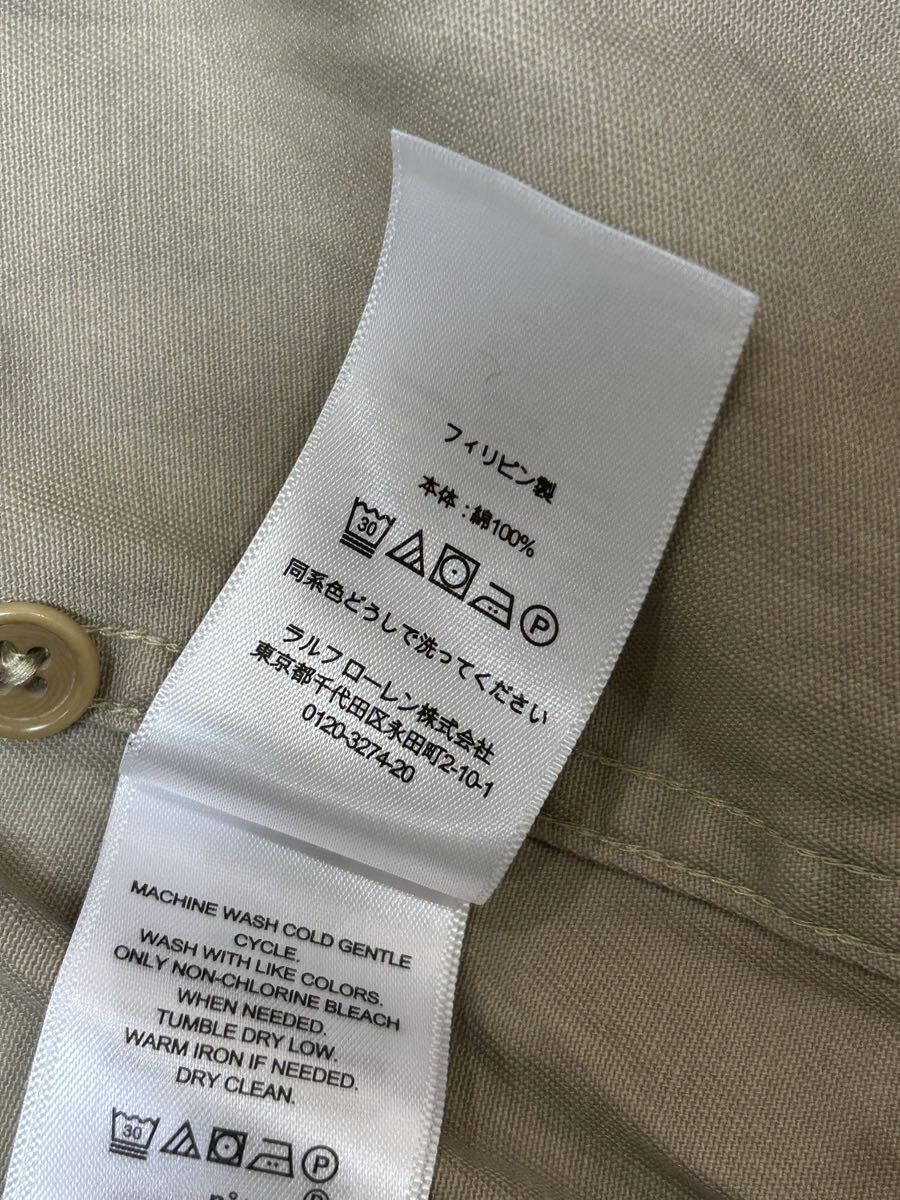 フィリピン製
本体：綿100%
30 P
同系色どうしで洗ってください
ラルフ ローレン株式会社
東京都千代田区永田町2-10-1
0120-3274-20
MACHINE WASH COLD GENTLE
CYCLE.
WASH WITH LIKE COLORS.
ONLY NON-CHLORINE BLEACH
WHEN NEEDED.
TUMBLE DRY LOW.
WARM IRON IF NEEDED.
DRY CLEAN.
30 P